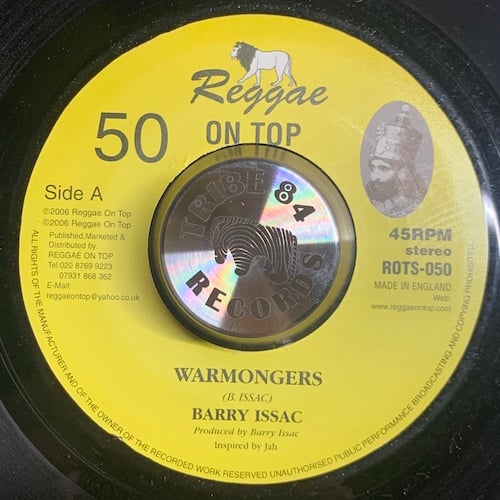 Reggae
50
ON TOP
TRIBE 84
RECORDS
Side A
©2006 Reggae On Top
©2006 Reggae On Top
Published,Marketed &
Distributed by:
REGGAE ON TOP
Tel:020 8769 9223
07931 868 362
E-Mail:
reggaeontop@yahoo.co.uk
45RPM
stereo
ROTS-050
MADE IN ENGLAND
Web:
www.reggaeontop.com
WARMONGERS
(B. ISSAC)
BARRY ISSAC
Produced by Barry Issac
Inspired by Jah
ALL RIGHTS OF THE MANUFACTURER AND OF THE OWNER OF THE RECORDED WORK RESERVED UNAUTHORISED PUBLIC PERFORMANCE BROADCASTING AND COPYING PROHIBITED